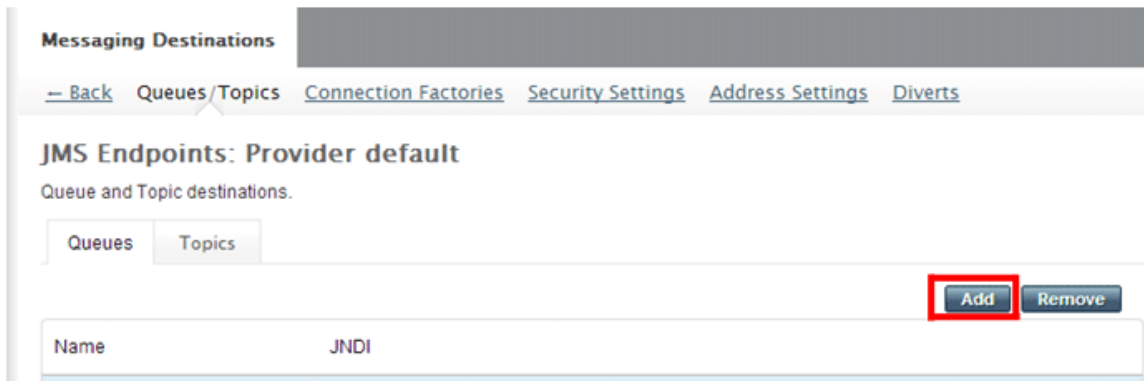 Messaging Destinations
← Back Queues/Topics Connection Factories Security Settings Address Settings Diverts
JMS Endpoints: Provider default
Queue and Topic destinations.
Queues Topics
Add Remove
Name JNDI